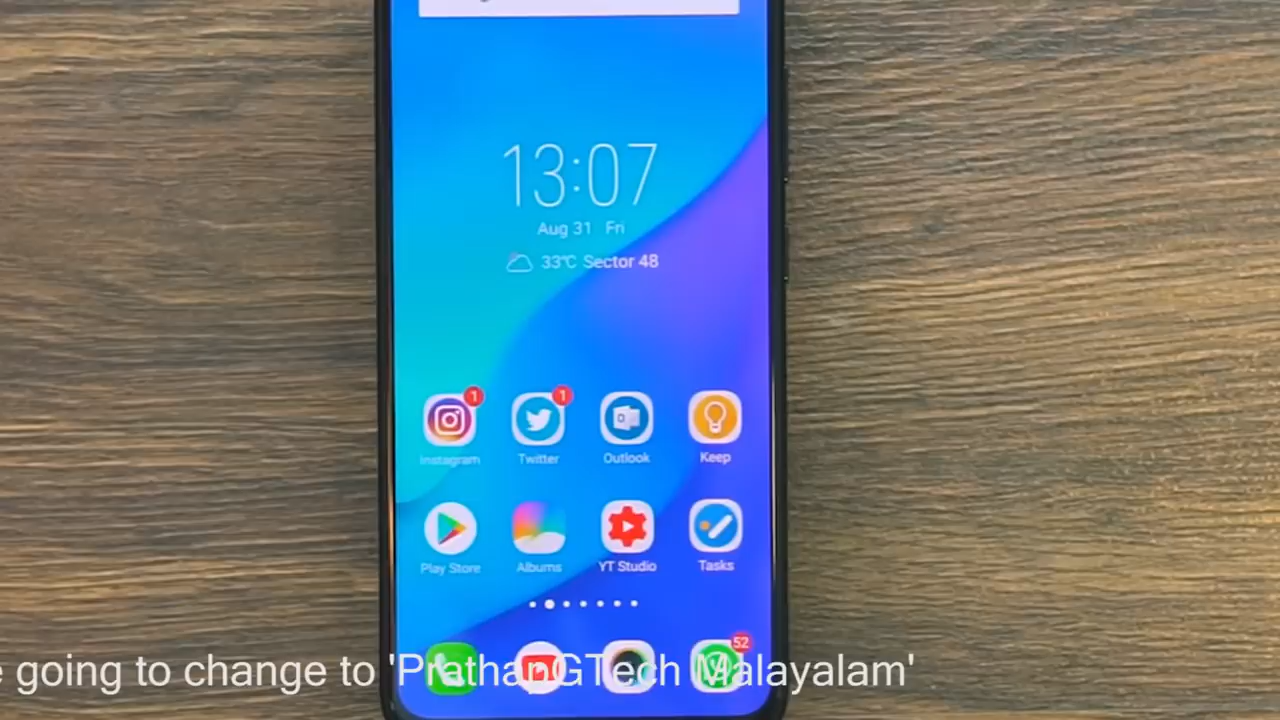 13:07
Aug 31 Fri
33°C Sector 48
1
1
Instagram
Twitter
Outlook
Keep
Play Store
Albums
YT Studio
Tasks
52
going to change to 'PrathapGTech Malayalam'